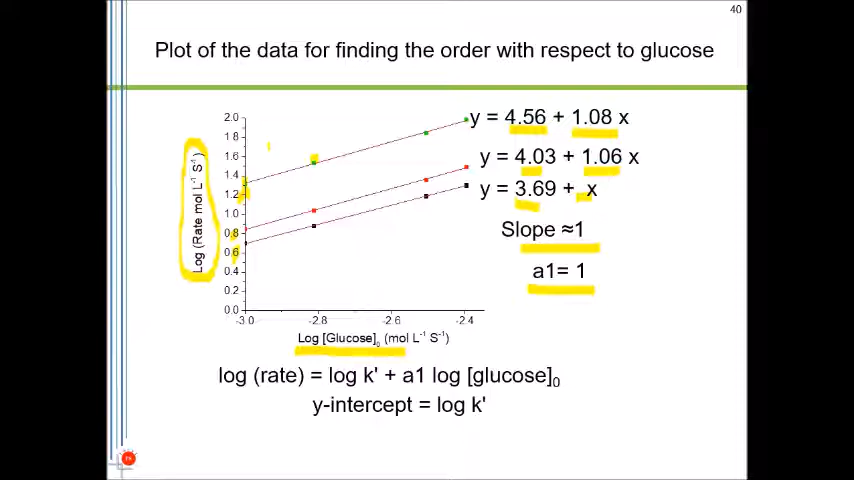 40
Plot of the data for finding the order with respect to glucose
y = 4.56 + 1.08 x
y = 4.03 + 1.06 x
y = 3.69 + x
Slope ≈1
a1= 1
Log (Rate mol L⁻¹ S⁻¹)
2.0
1.8
1.6
1.4
1.2
1.0
0.8
0.6
0.4
0.2
0.0
-3.0 -2.8 -2.6 -2.4
Log [Glucose]₀ (mol L⁻¹ S⁻¹)
log (rate) = log k' + a1 log [glucose]₀
y-intercept = log k'